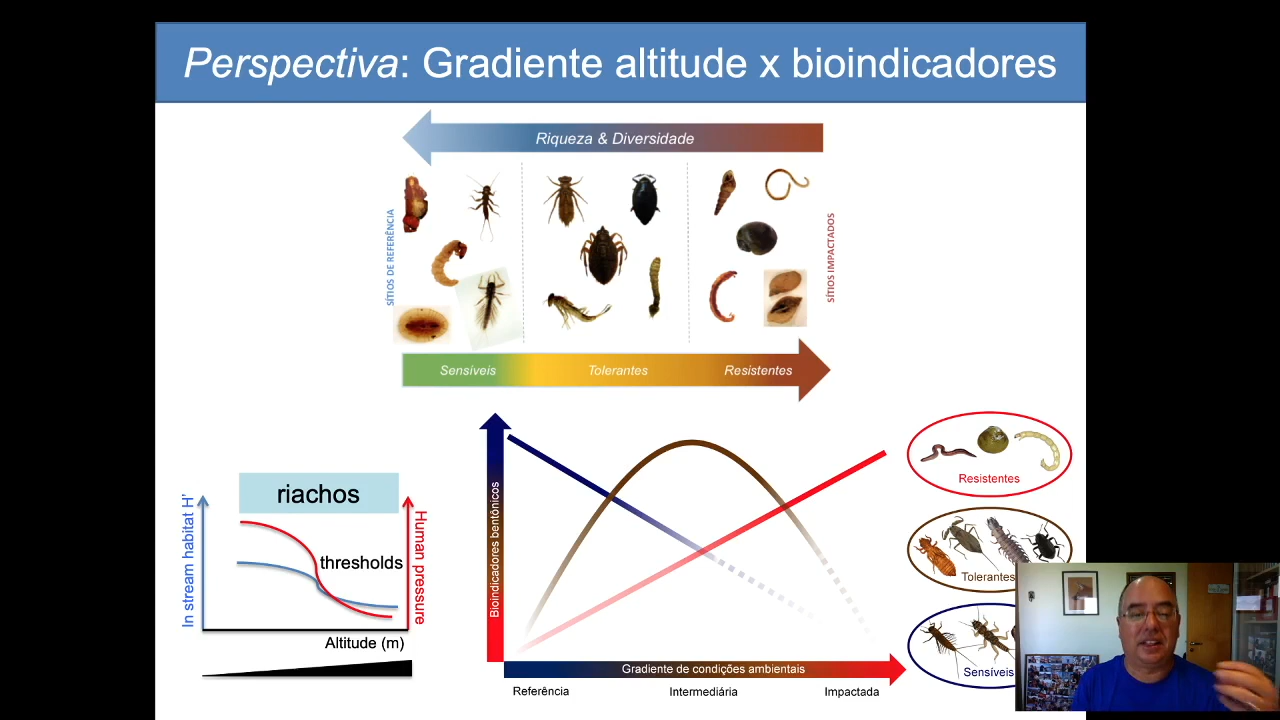 Perspectiva: Gradiente altitude x bioindicadores
Riqueza & Diversidade
SÍTIOS DE REFERÊNCIA
SÍTIOS IMPACTADOS
Sensíveis
Tolerantes
Resistentes
riachos
In stream habitat H'
thresholds
Human pressure
Altitude (m)
Bioindicadores bentônicos
Gradiente de condições ambientais
Referência
Intermediária
Impactada
Resistentes
Tolerantes
Sensíveis